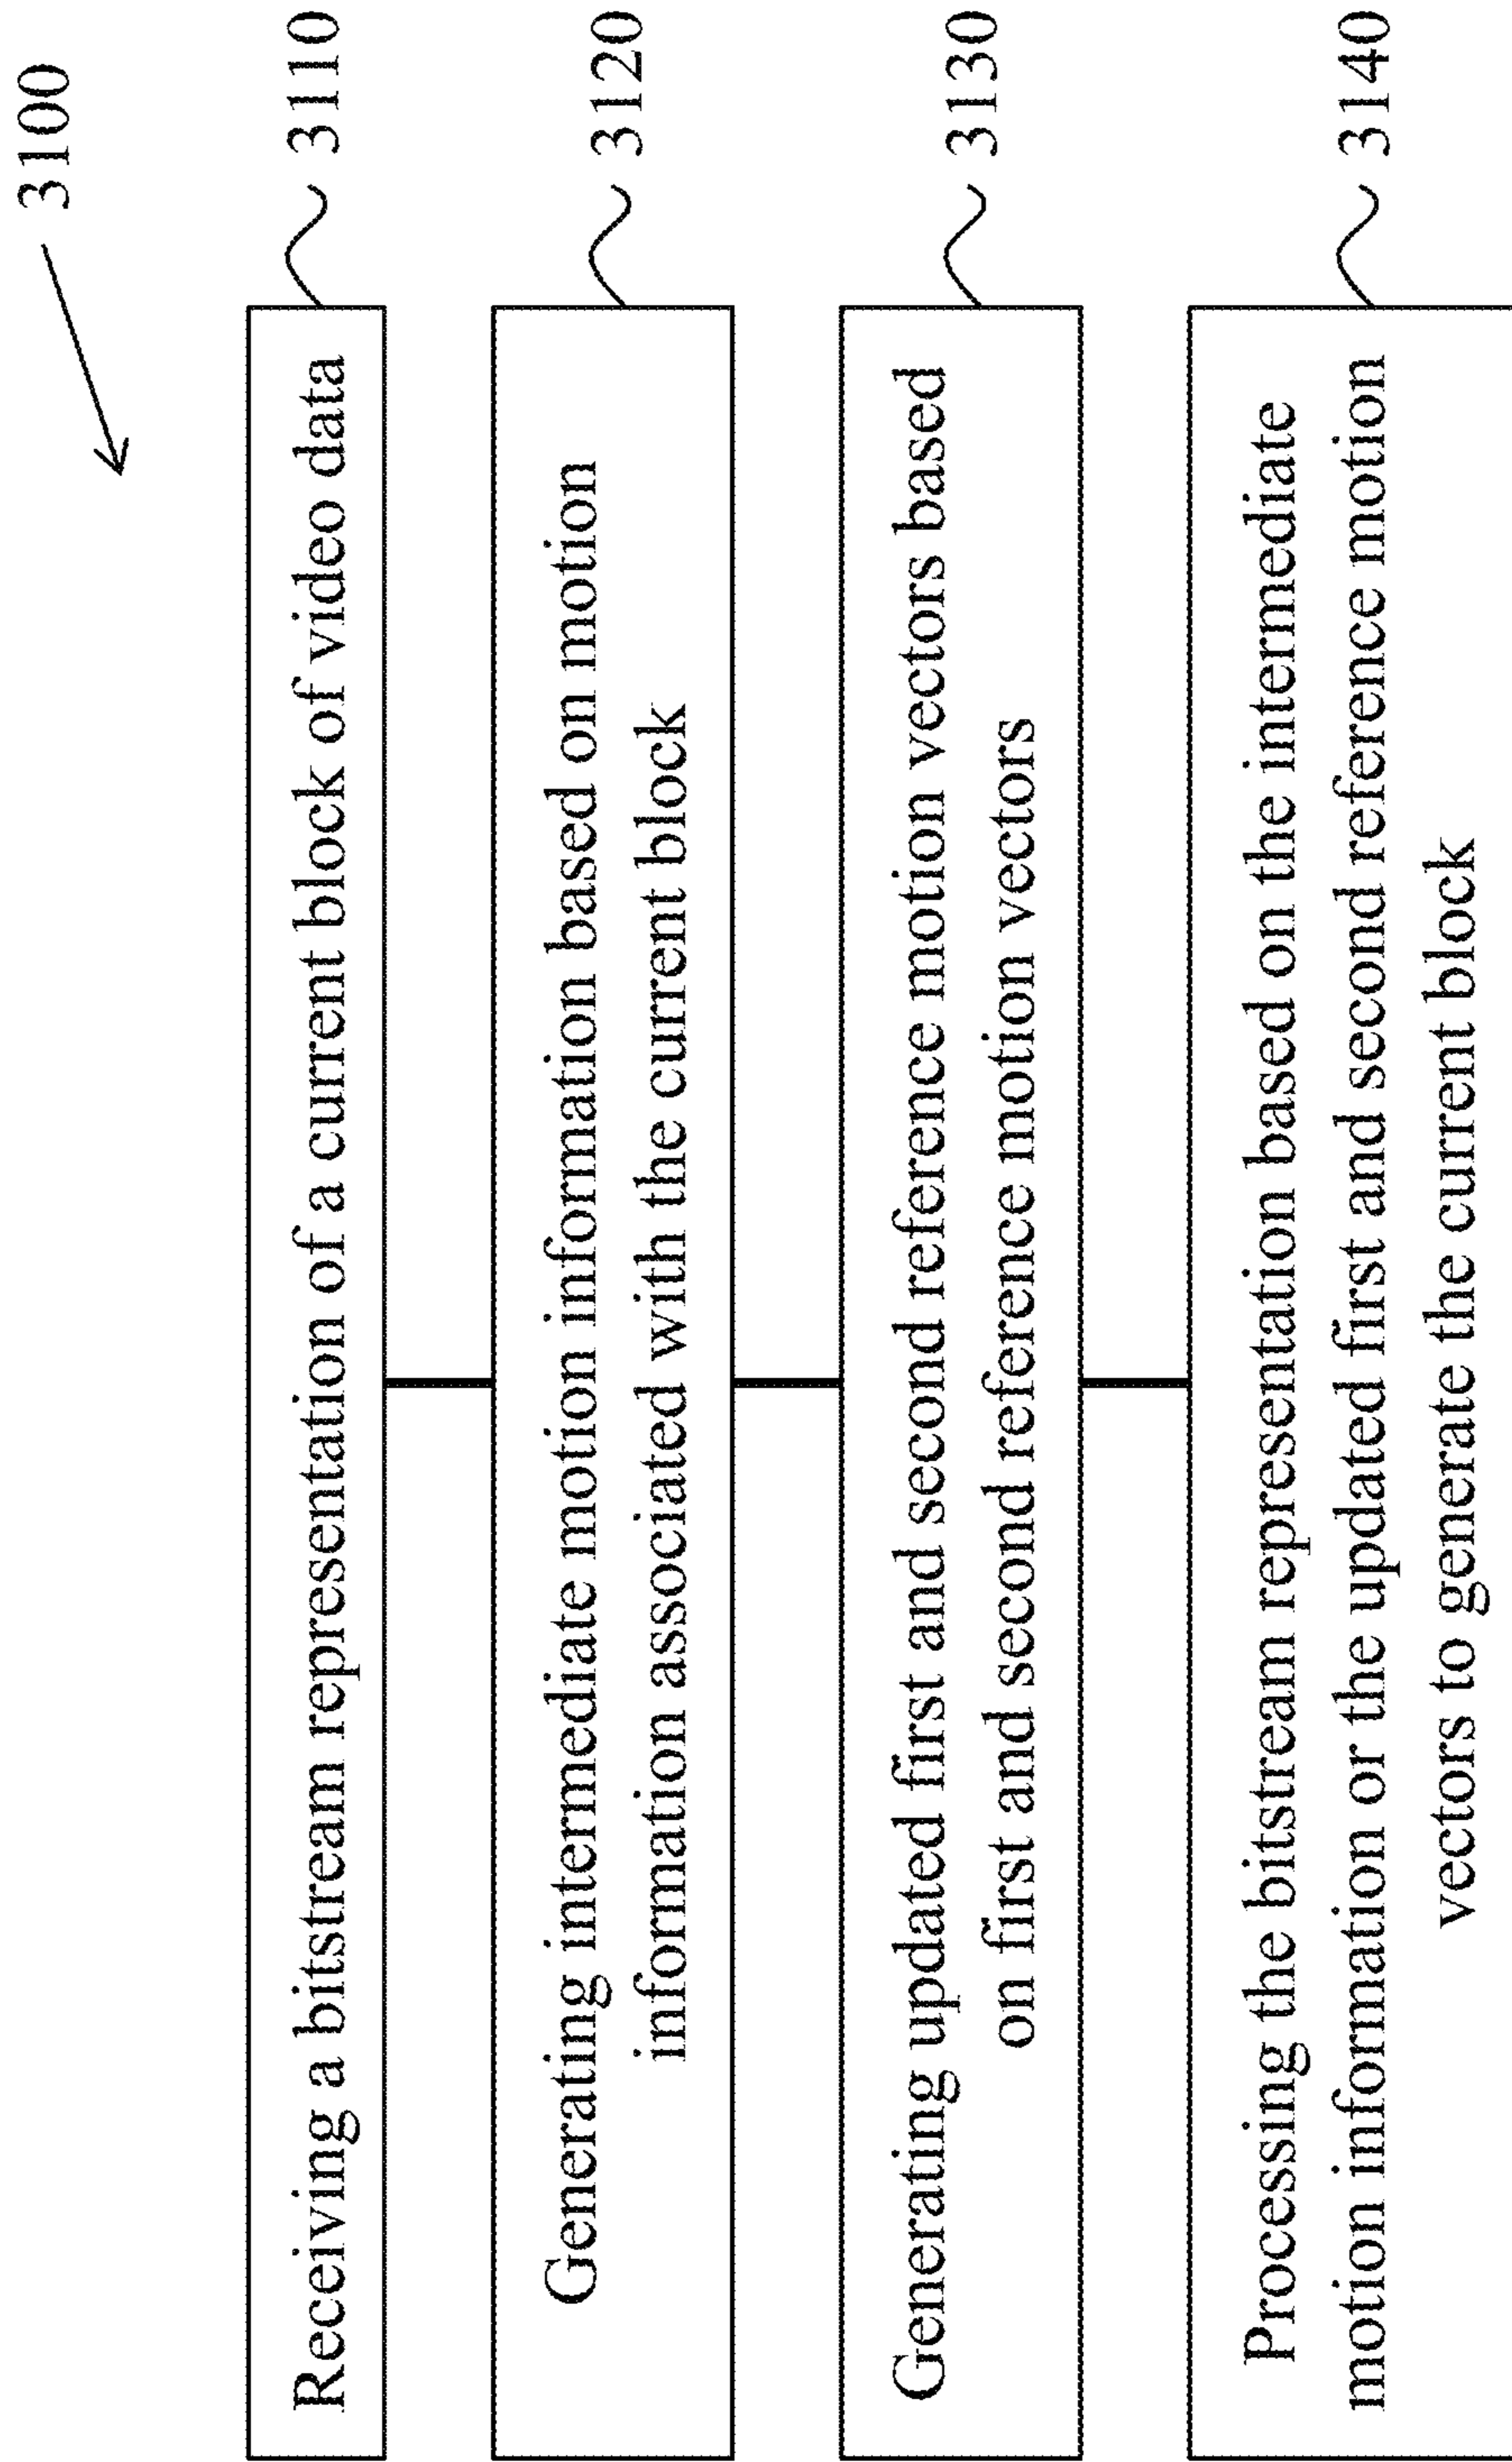 3100
Receiving a bitstream representation of a current block of video data
3110
Generating intermediate motion information based on motion
information associated with the current block
3120
Generating updated first and second reference motion vectors based
on first and second reference motion vectors
3130
Processing the bitstream representation based on the intermediate
motion information or the updated first and second reference motion
vectors to generate the current block
3140